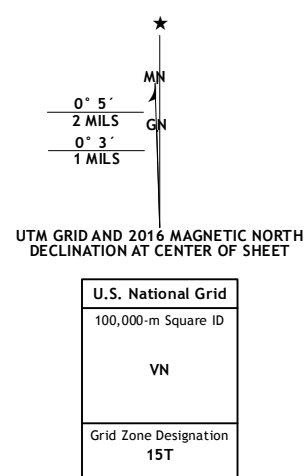 ★
MN
0° 5´
2 MILS
GN
0° 3´
1 MILS
UTM GRID AND 2016 MAGNETIC NORTH
DECLINATION AT CENTER OF SHEET
U.S. National Grid
100,000-m Square ID
VN
Grid Zone Designation
15T